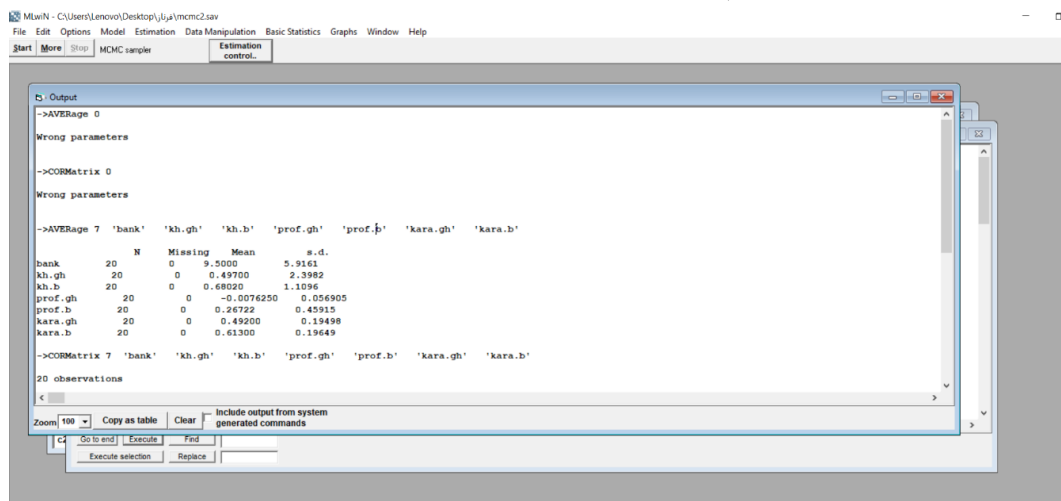 MLwiN - C:\Users\Lenovo\Desktop\فرناز\mcmc2.sav
File Edit Options Model Estimation Data Manipulation Basic Statistics Graphs Window Help
Start More Stop MCMC sampler Estimation control..
Output
->AVERage 0
Wrong parameters
->CORMatrix 0
Wrong parameters
->AVERage 7 'bank' 'kh.gh' 'kh.b' 'prof.gh' 'prof.b' 'kara.gh' 'kara.b'
N Missing Mean s.d.
bank 20 0 9.5000 5.9161
kh.gh 20 0 0.49700 2.3982
kh.b 20 0 0.68020 1.1096
prof.gh 20 0 -0.0076250 0.056905
prof.b 20 0 0.26722 0.45915
kara.gh 20 0 0.49200 0.19498
kara.b 20 0 0.61300 0.19649
->CORMatrix 7 'bank' 'kh.gh' 'kh.b' 'prof.gh' 'prof.b' 'kara.gh' 'kara.b'
20 observations
Zoom 100 Copy as table Clear Include output from system generated commands
Go to end Execute Find
Execute selection Replace